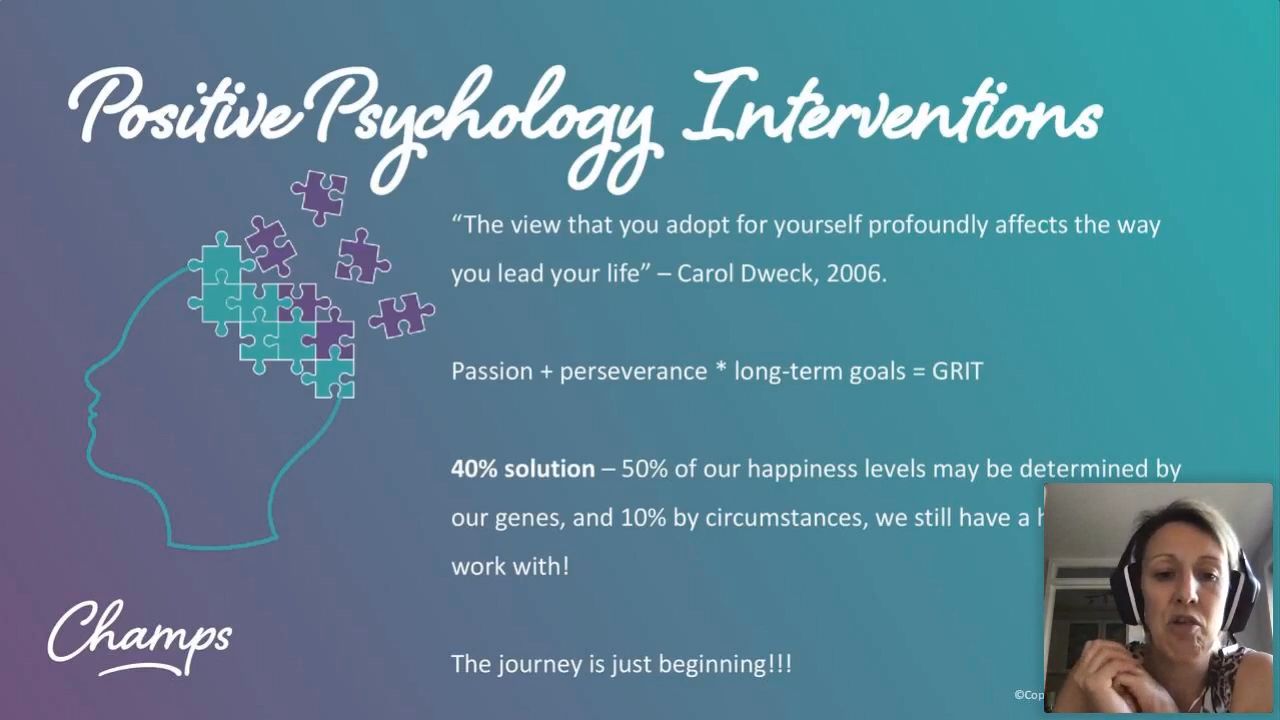 Positive Psychology Interventions
“The view that you adopt for yourself profoundly affects the way
you lead your life” – Carol Dweck, 2006.
Passion + perseverance * long-term goals = GRIT
40% solution – 50% of our happiness levels may be determined by
our genes, and 10% by circumstances, we still have a
work with!
Champs
The journey is just beginning!!!